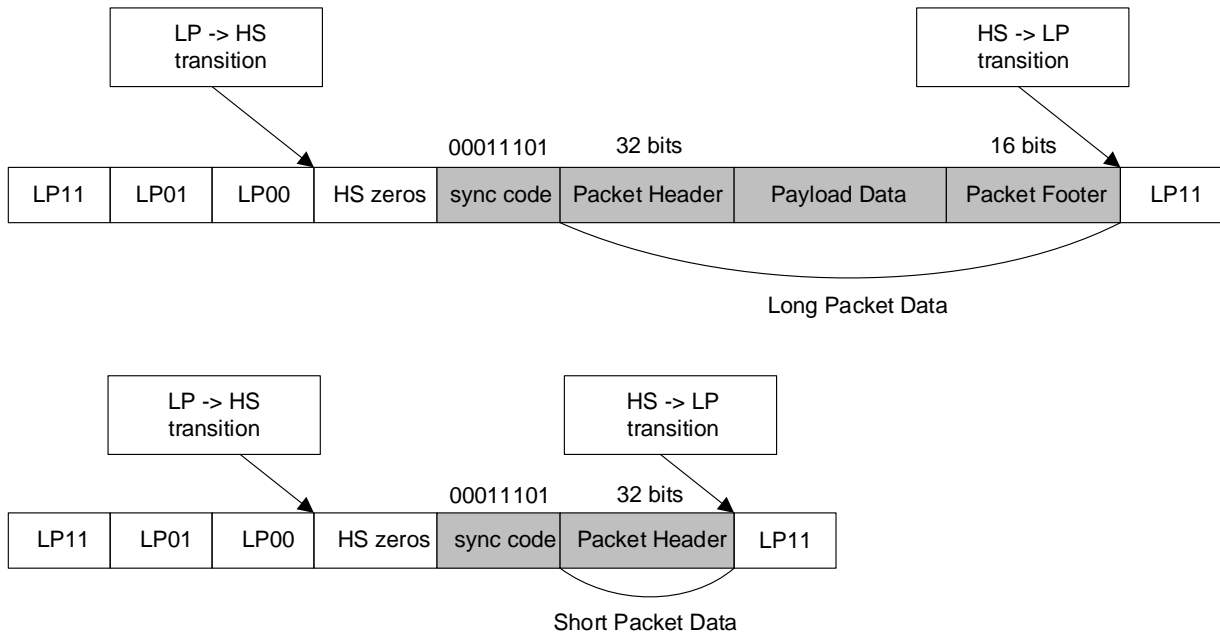 LP -> HS
transition
HS -> LP
transition
00011101
32 bits
16 bits
LP11
LP01
LP00
HS zeros
sync code
Packet Header
Payload Data
Packet Footer
LP11
Long Packet Data
LP -> HS
transition
HS -> LP
transition
00011101
32 bits
LP11
LP01
LP00
HS zeros
sync code
Packet Header
LP11
Short Packet Data